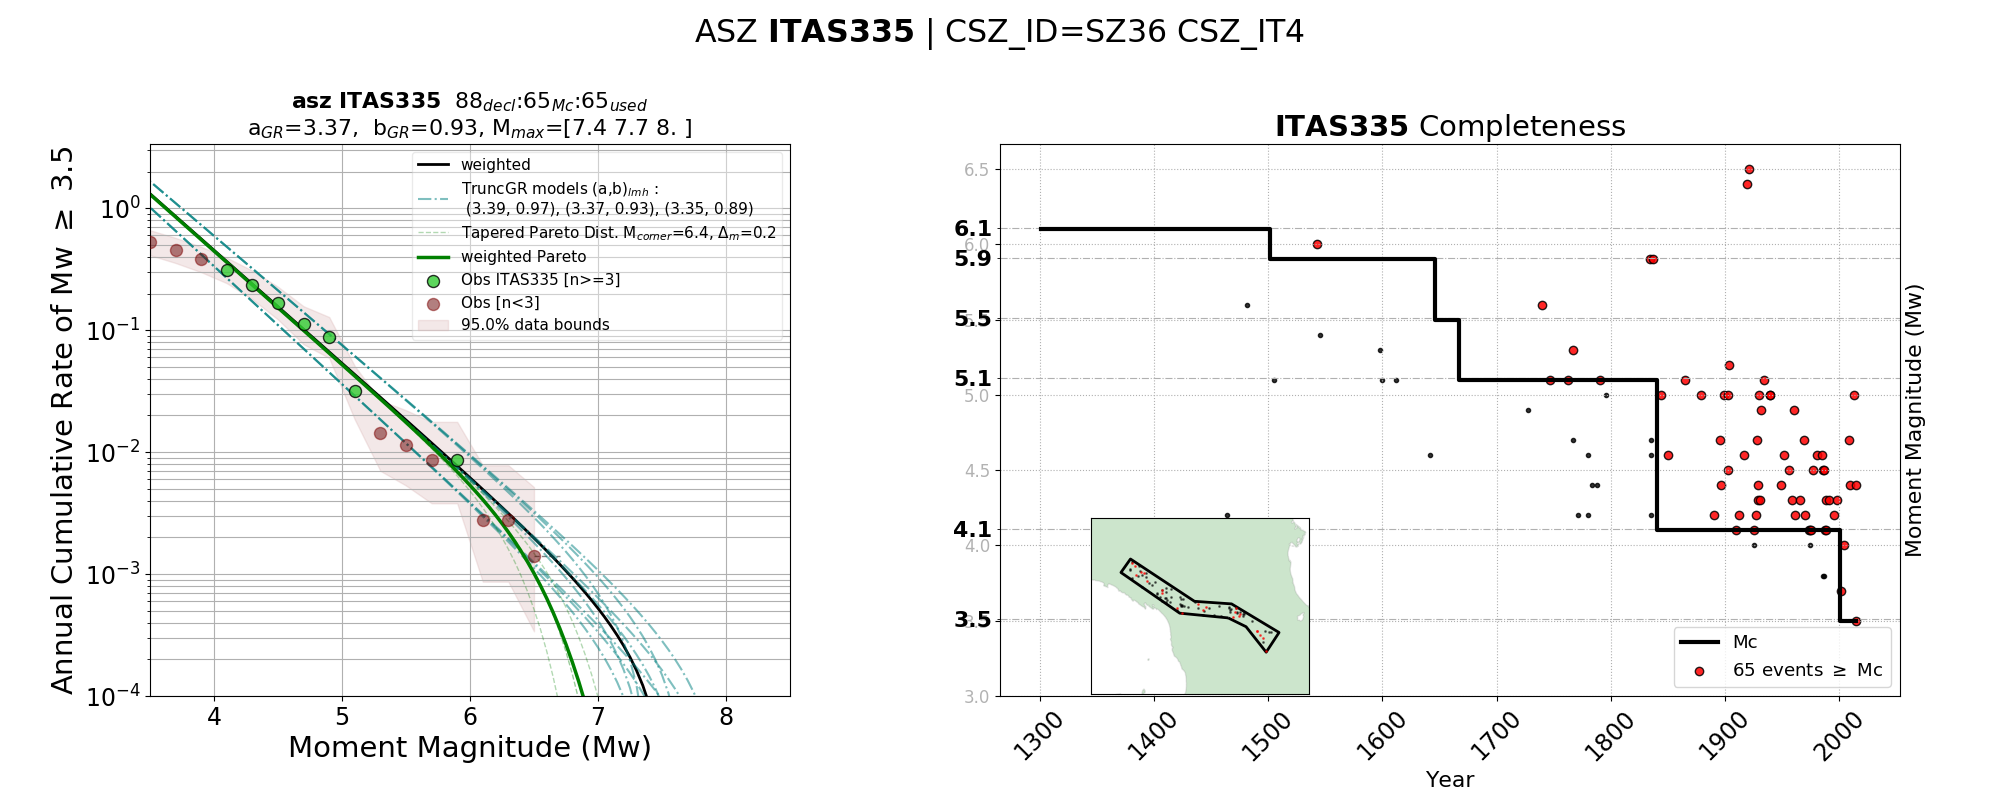 ASZ ITAS335 | CSZ_ID=SZ36 CSZ_IT4
asz ITAS335 88decl:65Mc:65used
aGR=3.37, bGR=0.93, Mmax=[7.4 7.7 8. ]
Annual Cumulative Rate of Mw ≥ 3.5
10^0
10^-1
10^-2
10^-3
10^-4
weighted
TruncGR models (a,b)lmh :
(3.39, 0.97), (3.37, 0.93), (3.35, 0.89)
Tapered Pareto Dist. Mcorner=6.4, Δm=0.2
weighted Pareto
Obs ITAS335 [n>=3]
Obs [n<3]
95.0% data bounds
4 5 6 7 8
Moment Magnitude (Mw)
ITAS335 Completeness
6.5
6.1
6.0
5.9
5.5
5.1
5.0
4.5
4.1
4.0
3.5
3.0
Moment Magnitude (Mw)
Mc
65 events ≥ Mc
1300 1400 1500 1600 1700 1800 1900 2000
Year